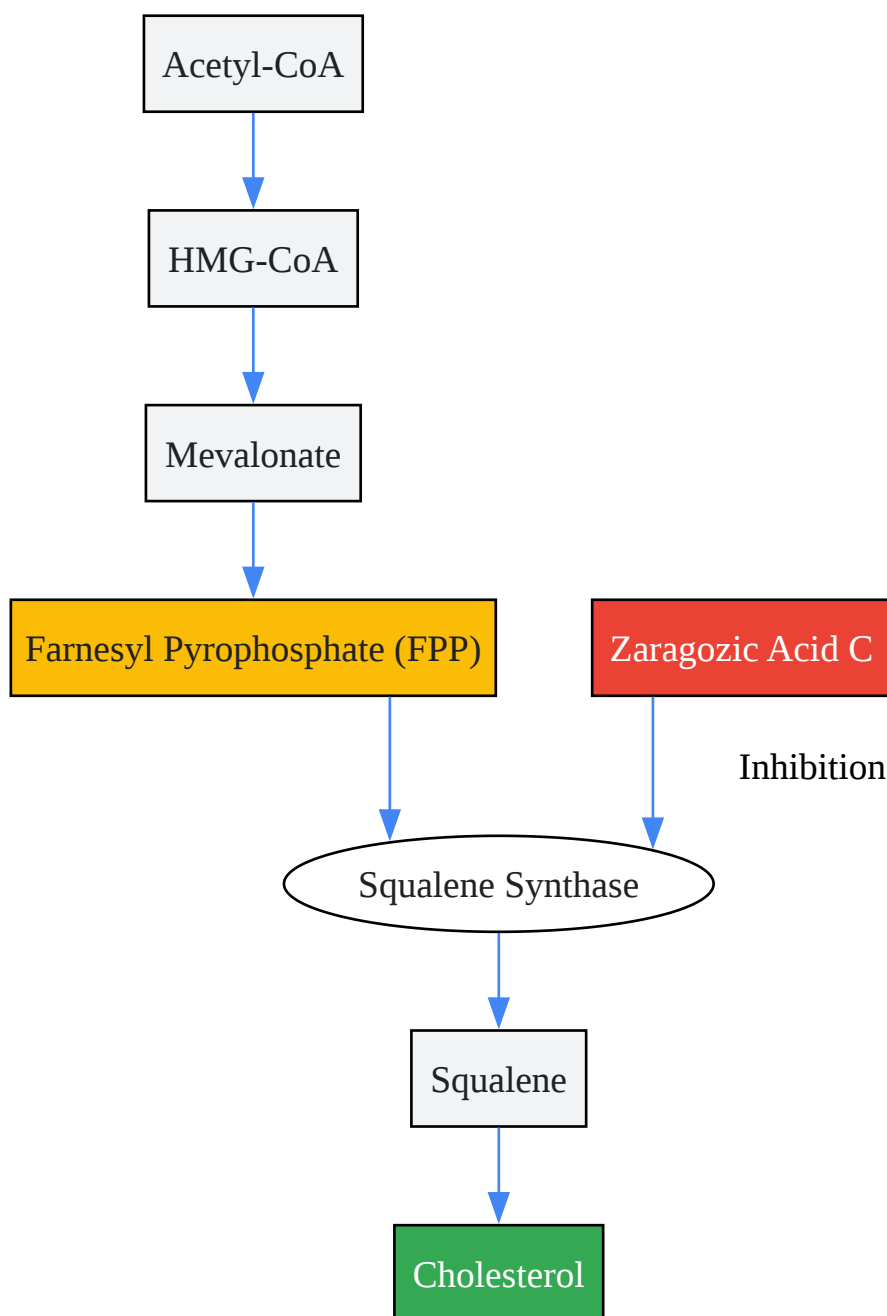 Acetyl-CoA
HMG-CoA
Mevalonate
Farnesyl Pyrophosphate (FPP)
Zaragozic Acid C
Inhibition
Squalene Synthase
Squalene
Cholesterol